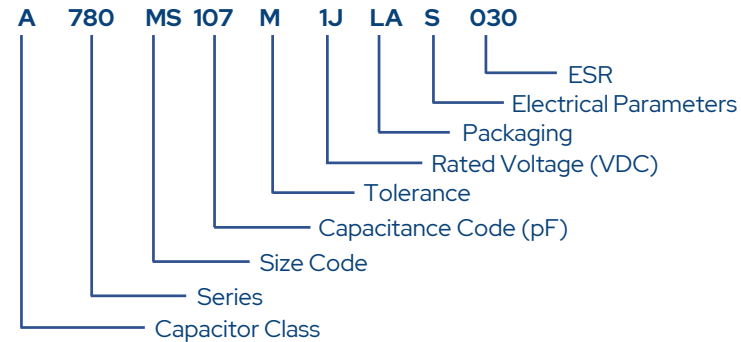 A 780 MS 107 M 1J LA S 030
ESR
Electrical Parameters
Packaging
Rated Voltage (VDC)
Tolerance
Capacitance Code (pF)
Size Code
Series
Capacitor Class